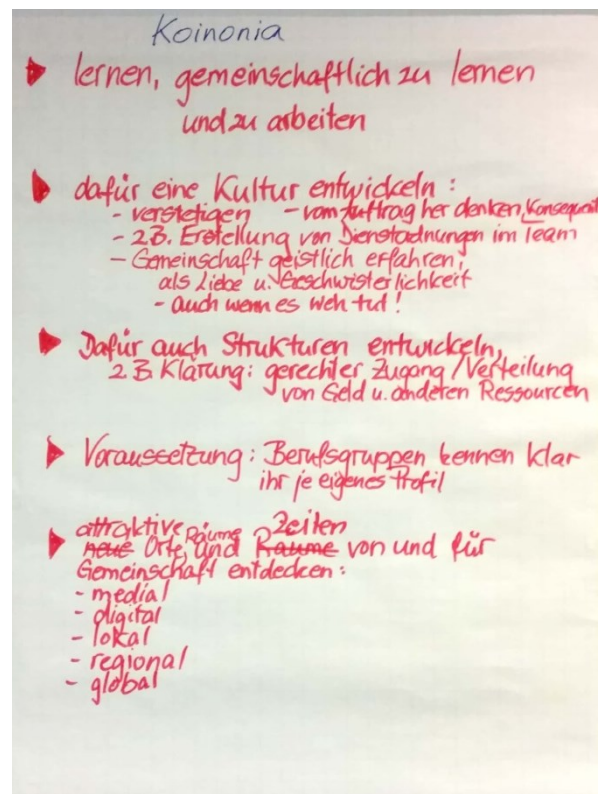 Koinonia
lernen, gemeinschaftlich zu lernen
und zu arbeiten
dafür eine Kultur entwickeln:
- verstetigen - vom Auftrag her denken, Konsequent
- z.B. Erstellung von Dienstordnungen im Team
- Gemeinschaft geistlich erfahren;
als Liebe u. Geschwisterlichkeit
- auch wenn es weh tut!
Dafür auch Strukturen entwickeln,
z.B. Klärung: gerechter Zugang / Verteilung
von Geld u. anderen Ressourcen
Voraussetzung: Berufsgruppen kennen klar
ihr je eigenes Profil
attraktive Räume Zeiten
neue Orte, und Räume von und für
Gemeinschaft entdecken:
- medial
- digital
- lokal
- regional
- global